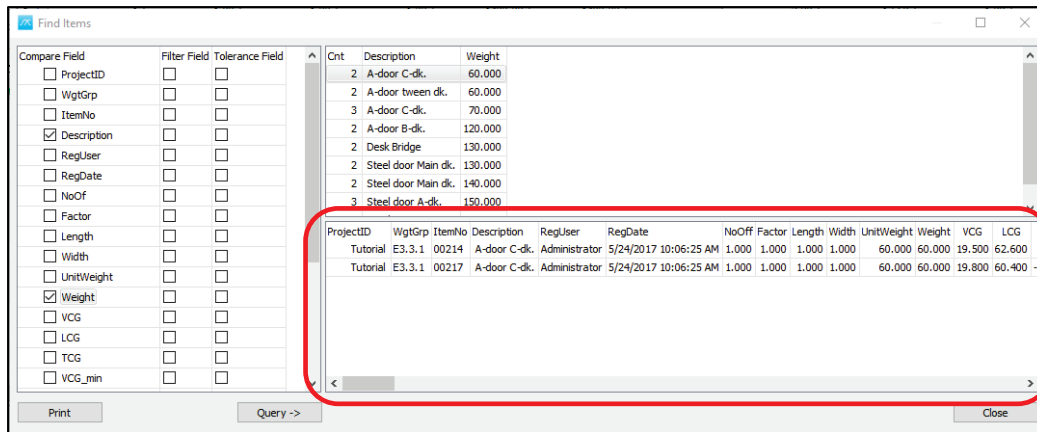 Find Items
Compare Field Filter Field Tolerance Field
ProjectID
WgtGrp
ItemNo
Description
RegUser
RegDate
NoOf
Factor
Length
Width
UnitWeight
Weight
VCG
LCG
TCG
VCG_min
Cnt Description Weight
2 A-door C-dk. 60.000
2 A-door tween dk. 60.000
3 A-door C-dk. 70.000
2 A-door B-dk. 120.000
2 Desk Bridge 130.000
2 Steel door Main dk. 130.000
2 Steel door Main dk. 140.000
3 Steel door A-dk. 150.000
ProjectID WgtGrp ItemNo Description RegUser RegDate NoOff Factor Length Width UnitWeight Weight VCG LCG
Tutorial E3.3.1 00214 A-door C-dk. Administrator 5/24/2017 10:06:25 AM 1.000 1.000 1.000 1.000 60.000 60.000 19.500 62.600
Tutorial E3.3.1 00217 A-door C-dk. Administrator 5/24/2017 10:06:25 AM 1.000 1.000 1.000 1.000 60.000 60.000 19.800 60.400 -
Print Query -> Close